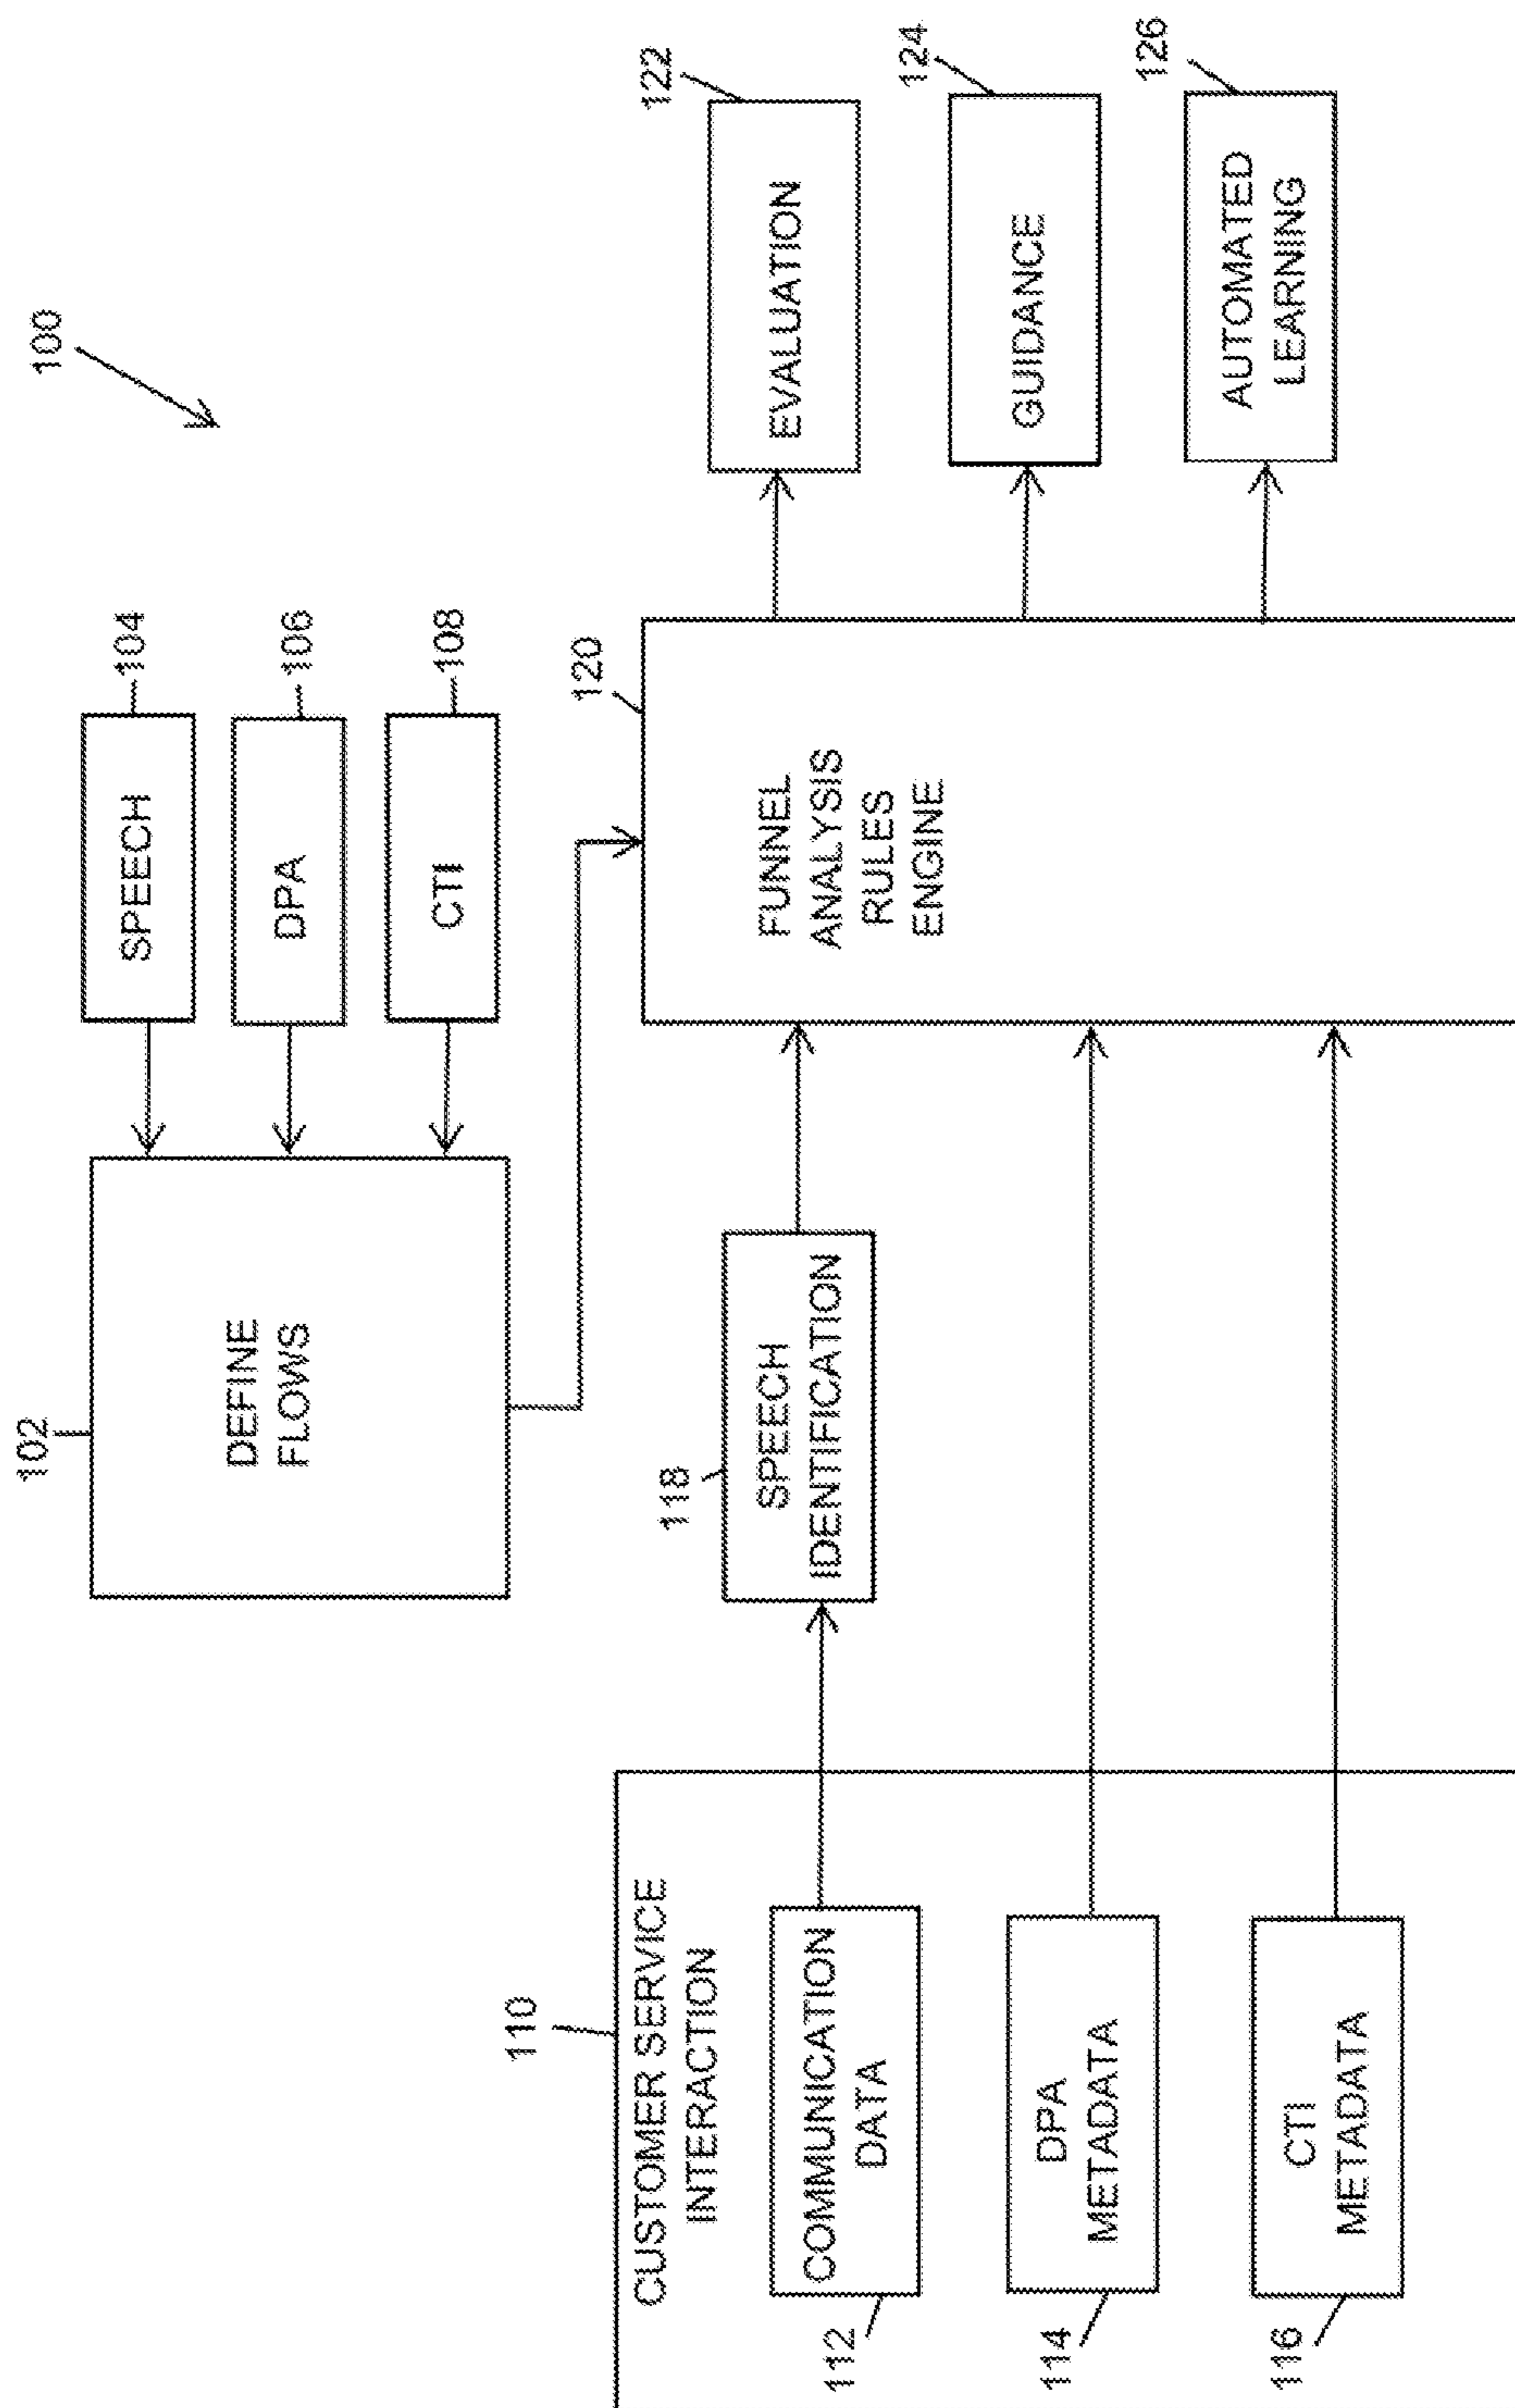 100
102
DEFINE
FLOWS
SPEECH
104
DPA
106
CTI
108
110
CUSTOMER SERVICE
INTERACTION
COMMUNICATION
DATA
112
DPA
METADATA
114
CTI
METADATA
116
118
SPEECH
IDENTIFICATION
120
FUNNEL
ANALYSIS
RULES
ENGINE
EVALUATION
122
GUIDANCE
124
AUTOMATED
LEARNING
126